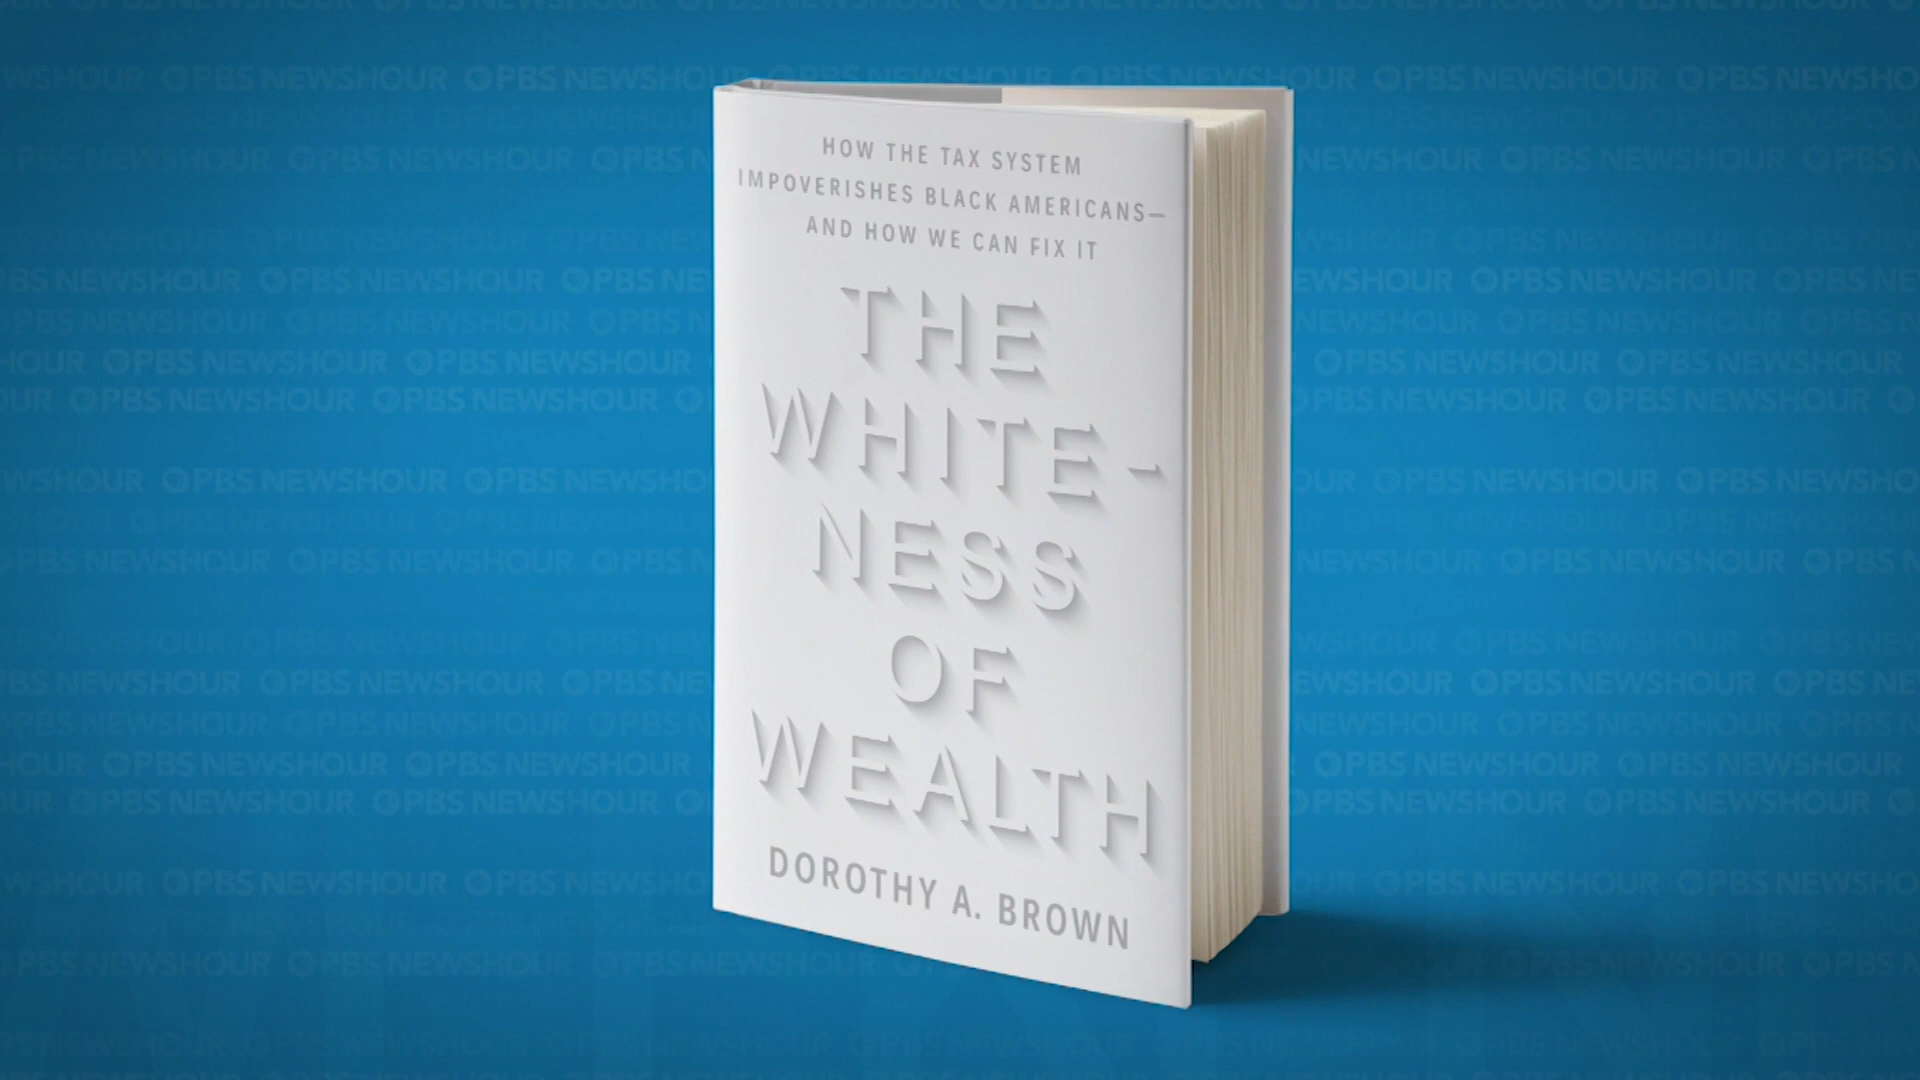 HOW THE TAX SYSTEM
IMPOVERISHES BLACK AMERICANS—
AND HOW WE CAN FIX IT
THE
WHITE-
NESS
OF
WEALTH
DOROTHY A. BROWN
PBS NEWSHOUR